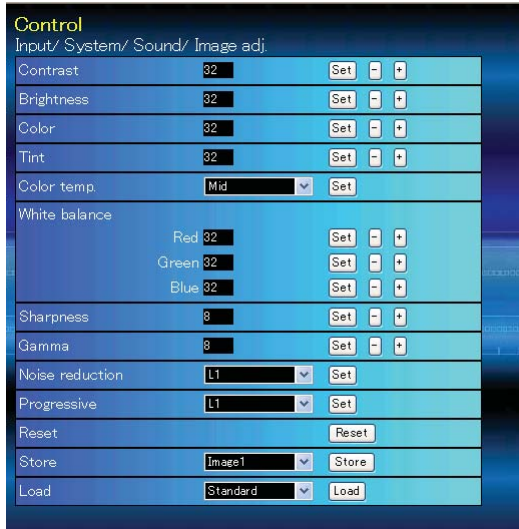 Control
Input/ System/ Sound/ Image adj.
Contrast 32 Set - +
Brightness 32 Set - +
Color 32 Set - +
Tint 32 Set - +
Color temp. Mid Set
White balance
Red 32 Set - +
Green 32 Set - +
Blue 32 Set - +
Sharpness 8 Set - +
Gamma 8 Set - +
Noise reduction L1 Set
Progressive L1 Set
Reset Reset
Store Image1 Store
Load Standard Load